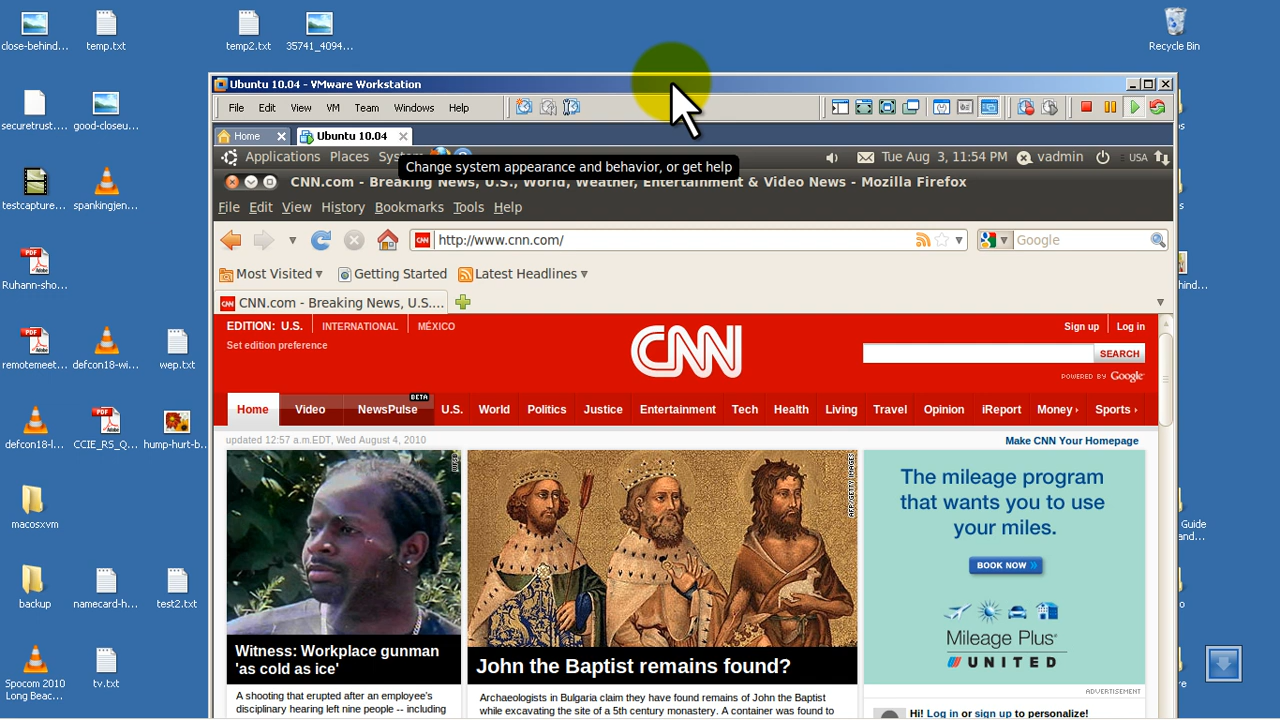 close-behind...
temp.txt
temp2.txt
35741_4094...
Recycle Bin
securetrust....
good-closeu...
testcapture...
spankingjen...
Ruhann-sho...
remotemeet...
defcon18-wi...
wep.txt
defcon18-l...
CCIE_RS_Q...
hump-hurt-b...
macosxvm
backup
namecard-h...
test2.txt
Spocom 2010
Long Beac...
tv.txt
Ubuntu 10.04 - VMware Workstation
File Edit View VM Team Windows Help
Home
Ubuntu 10.04
Applications Places
Tue Aug 3, 11:54 PM
vadmin
USA
Change system appearance and behavior, or get help
CNN.com - Breaking News, U.S., World, Weather, Entertainment & Video News - Mozilla Firefox
File Edit View History Bookmarks Tools Help
http://www.cnn.com/
Google
Most Visited
Getting Started
Latest Headlines
CNN.com - Breaking News, U.S....
EDITION: U.S. INTERNATIONAL MÉXICO
Set edition preference
CNN
Sign up Log in
SEARCH
POWERED BY Google
Home Video NewsPulse BETA U.S. World Politics Justice Entertainment Tech Health Living Travel Opinion iReport Money Sports
updated 12:57 a.m.EDT, Wed August 4, 2010
Make CNN Your Homepage
Witness: Workplace gunman
'as cold as ice'
A shooting that erupted after an employee's
disciplinary hearing left nine people -- including
AFP/GETTY IMAGES
John the Baptist remains found?
Archaeologists in Bulgaria claim they have found remains of John the Baptist
while excavating the site of a 5th century monastery. A container was found to
The mileage program
that wants you to use
your miles.
BOOK NOW »
Mileage Plus
UNITED
ADVERTISEMENT
Hi! Log in or sign up to personalize!
Guide
and...
hind...